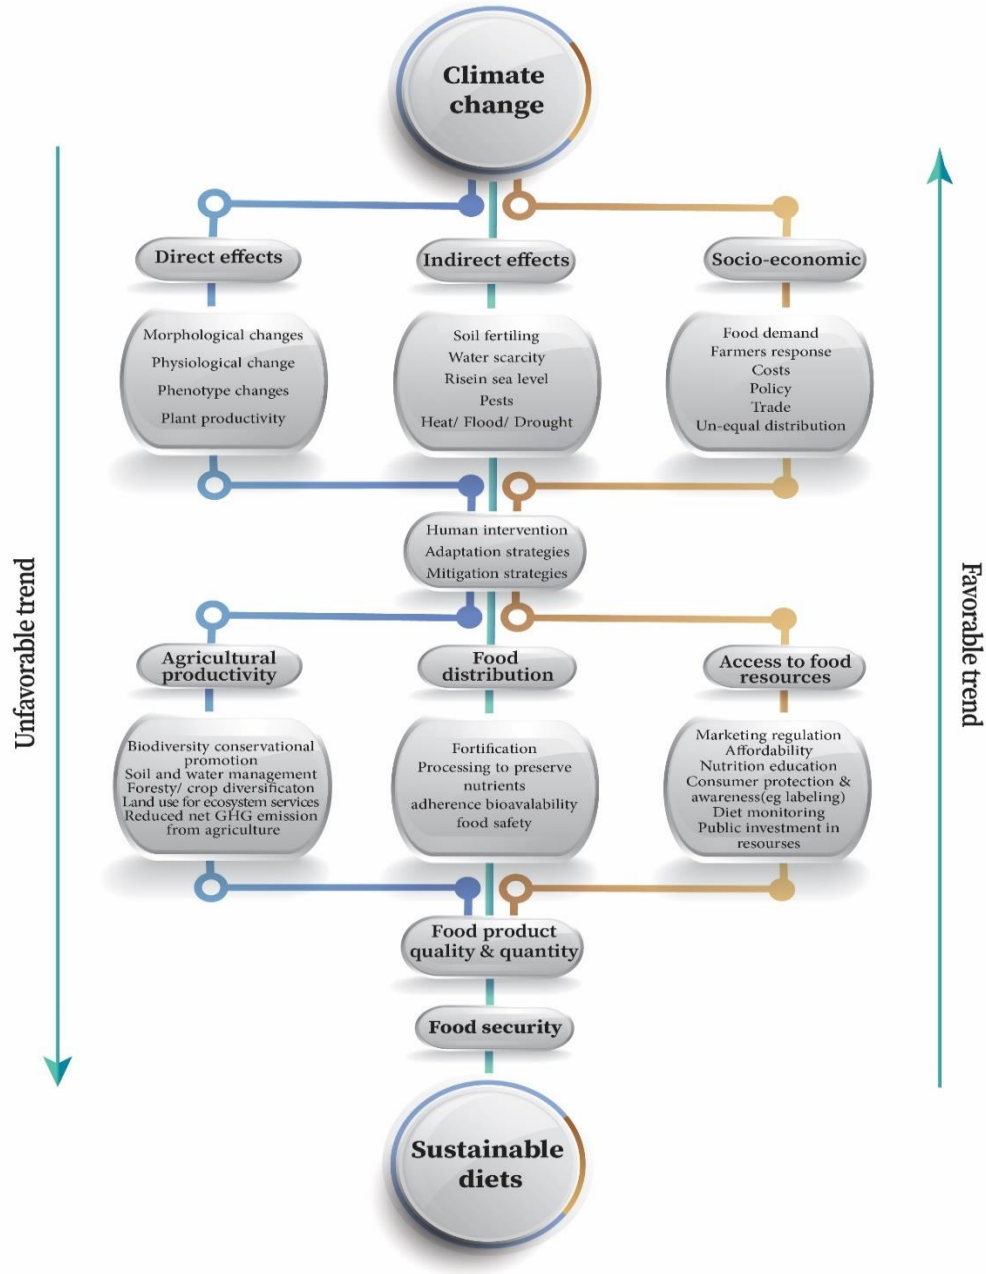 Climate
change
Direct effects
Indirect effects
Socio-economic
Morphological changes
Physiological change
Phenotype changes
Plant productivity
Soil fertiling
Water scarcity
Risein sea level
Pests
Heat/ Flood/ Drought
Food demand
Farmers response
Costs
Policy
Trade
Un-equal distribution
Human intervention
Adaptation strategies
Mitigation strategies
Unfavorable trend
Favorable trend
Agricultural
productivity
Food
distribution
Access to food
resources
Biodiversity conservational
promotion
Soil and water management
Foresty/ crop diversificaton
Land use for ecosystem services
Reduced net GHG emission
from agriculture
Fortification
Processing to preserve
nutrients
adherence bioavalability
food safety
Marketing regulation
Affordability
Nutrition education
Consumer protection &
awareness(eg labeling)
Diet monitoring
Public investment in
resourses
Food product
quality & quantity
Food security
Sustainable
diets